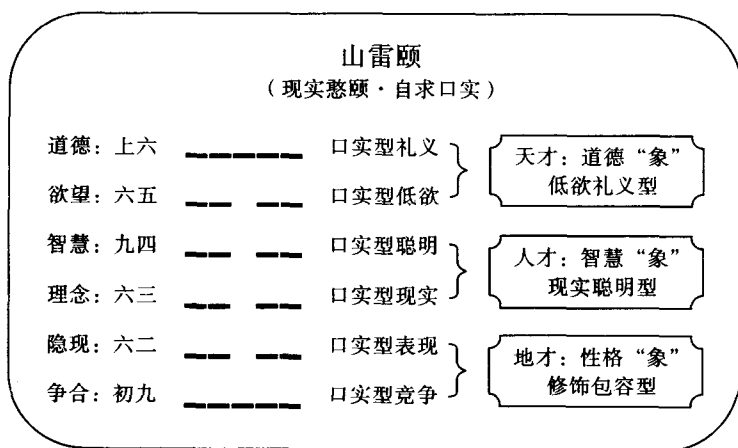 山雷颐
（现实憨颐·自求口实）
道德：上六 口实型礼义
天才：道德“象”
低欲礼义型
欲望：六五 口实型低欲
智慧：九四 口实型聪明
人才：智慧“象”
现实聪明型
理念：六三 口实型现实
隐现：六二 口实型表现
地才：性格“象”
修饰包容型
争合：初九 口实型竞争